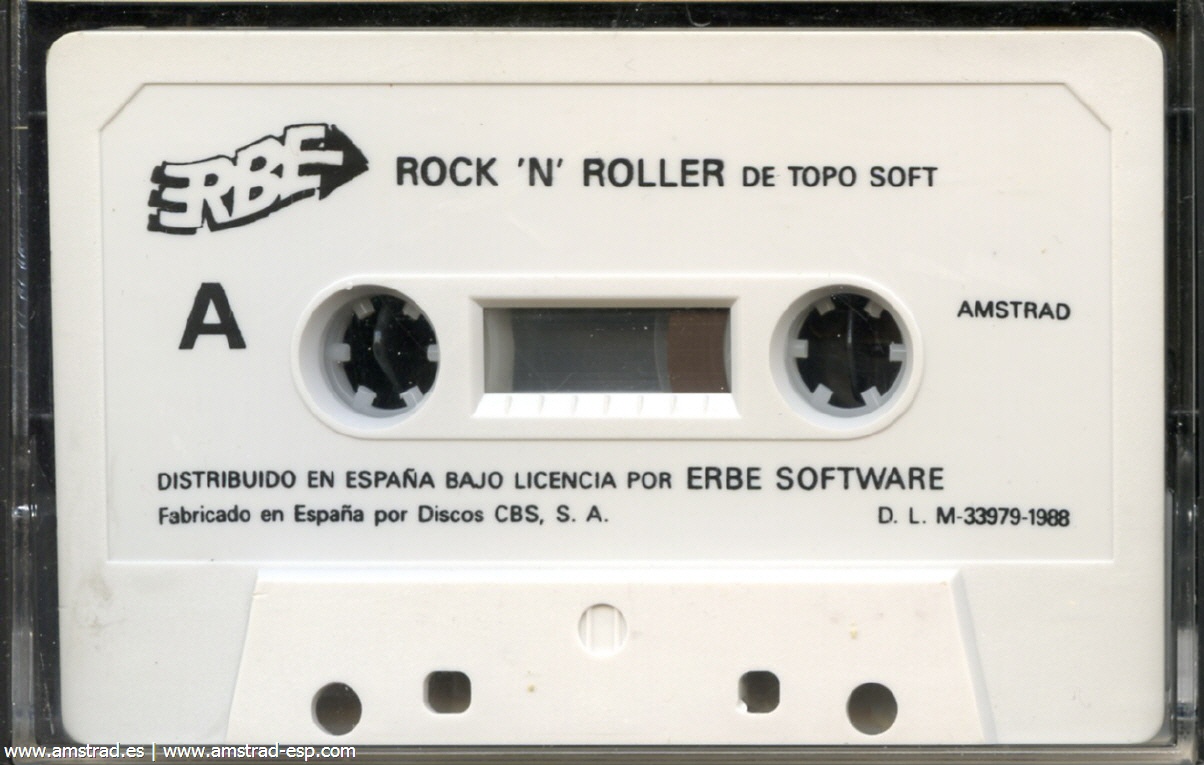 ERBE
ROCK 'N' ROLLER DE TOPO SOFT
A
AMSTRAD
DISTRIBUIDO EN ESPAÑA BAJO LICENCIA POR ERBE SOFTWARE
Fabricado en España por Discos CBS, S. A.
D. L. M-33979-1988
www.amstrad.es | www.amstrad-esp.com